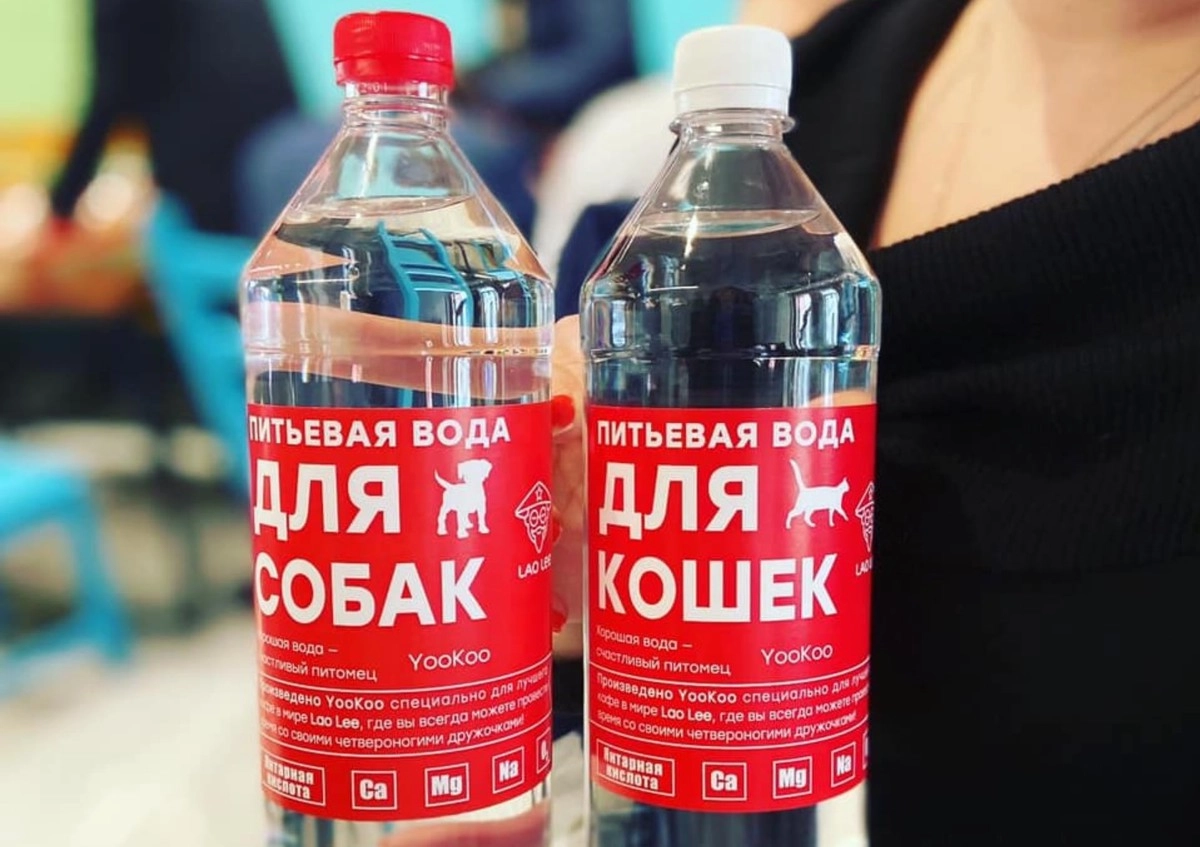 ПИТЬЕВАЯ ВОДА
ДЛЯ
СОБАК
LAO LEE
Хорошая вода –
счастливый питомец
YooKoo
Произведено YooKoo специально для лучшего
кафе в мире Lao Lee, где вы всегда можете провести
время со своими четвероногими дружочками!
Янтарная
кислота
Ca
Mg
Na
ПИТЬЕВАЯ ВОДА
ДЛЯ
КОШЕК
LAO
Хорошая вода –
счастливый питомец
YooKoo
Произведено YooKoo специально для лучше
кафе в мире Lao Lee, где вы всегда можете провести
время со своими четвероногими дружочками!
Янтарная
кислота
Ca
Mg
Na